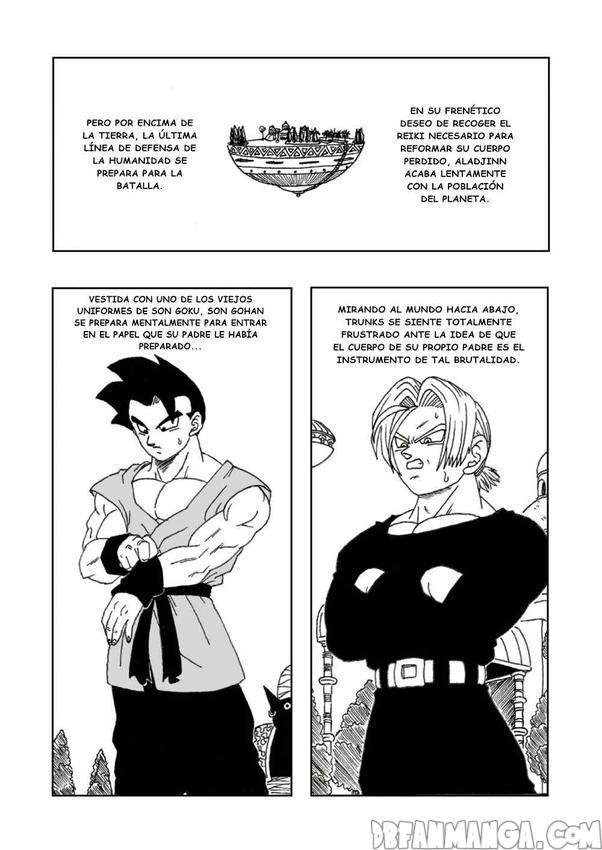 PERO POR ENCIMA DE
LA TIERRA, LA ÚLTIMA
LÍNEA DE DEFENSA DE
LA HUMANIDAD SE
PREPARA PARA LA
BATALLA.
EN SU FRENÉTICO
DESEO DE RECOGER EL
REIKI NECESARIO PARA
REFORMAR SU CUERPO
PERDIDO, ALADJINN
ACABA LENTAMENTE
CON LA POBLACIÓN
DEL PLANETA.
VESTIDA CON UNO DE LOS VIEJOS
UNIFORMES DE SON GOKU, SON GOHAN
SE PREPARA MENTALMENTE PARA ENTRAR
EN EL PAPEL QUE SU PADRE LE HABÍA
PREPARADO...
MIRANDO AL MUNDO HACIA ABAJO,
TRUNKS SE SIENTE TOTALMENTE
FRUSTRADO ANTE LA IDEA DE QUE
EL CUERPO DE SU PROPIO PADRE ES EL
INSTRUMENTO DE TAL BRUTALIDAD.
DBFANMANGA.COM